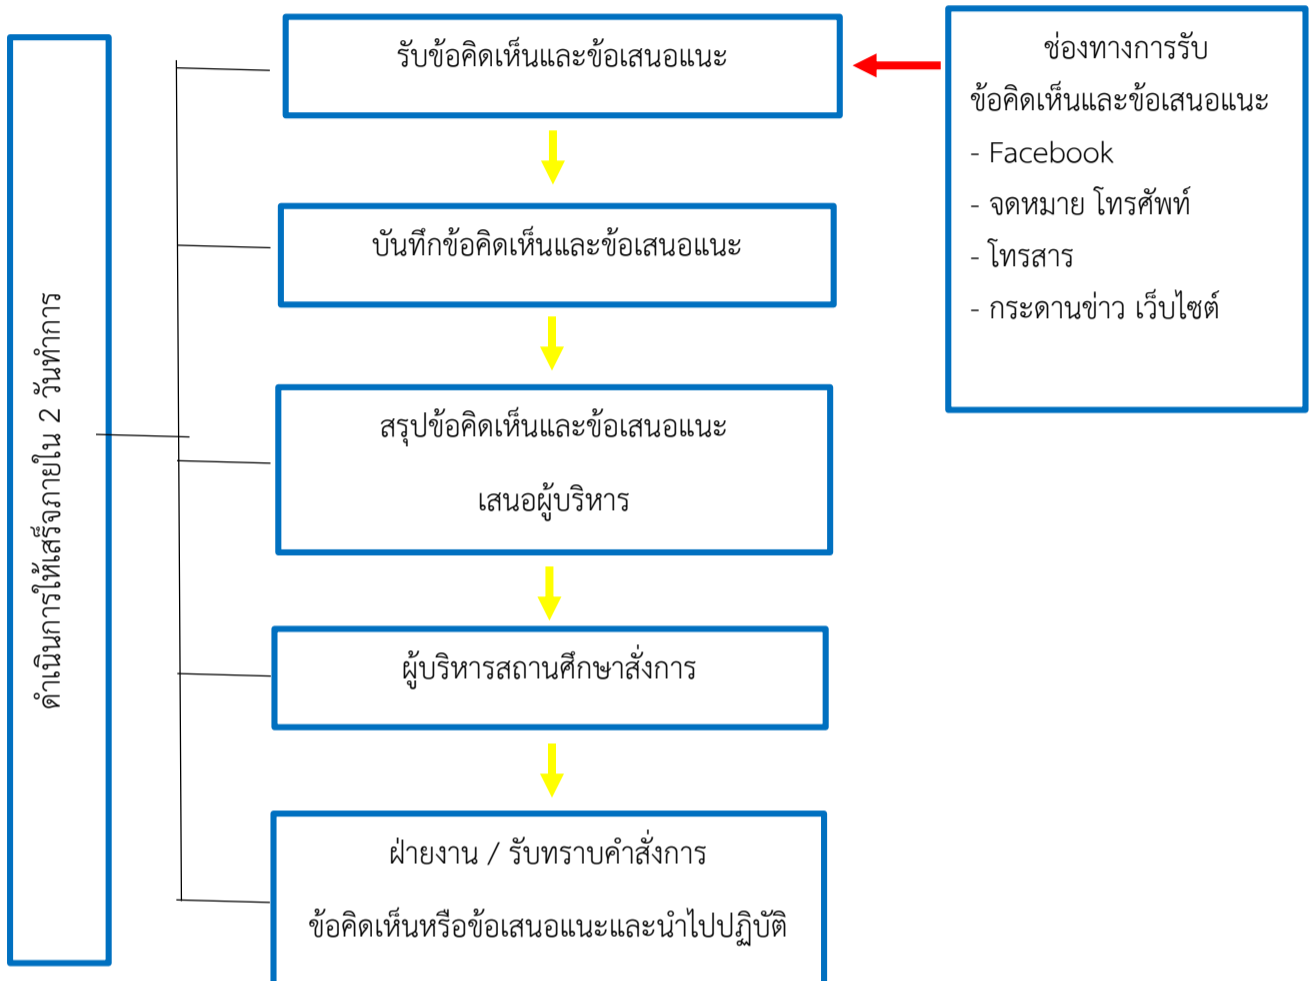 รับข้อคิดเห็นและข้อเสนอแนะ
ช่องทางการรับ
ข้อคิดเห็นและข้อเสนอแนะ
- Facebook
- จดหมาย โทรศัพท์
- โทรสาร
- กระดานข่าว เว็บไซต์
บันทึกข้อคิดเห็นและข้อเสนอแนะ
สรุปข้อคิดเห็นและข้อเสนอแนะ
เสนอผู้บริหาร
ผู้บริหารสถานศึกษาสั่งการ
ฝ่ายงาน / รับทราบคำสั่งการ
ข้อคิดเห็นหรือข้อเสนอแนะและนำไปปฏิบัติ
ดำเนินการให้เสร็จภายใน 2 วันทำการ